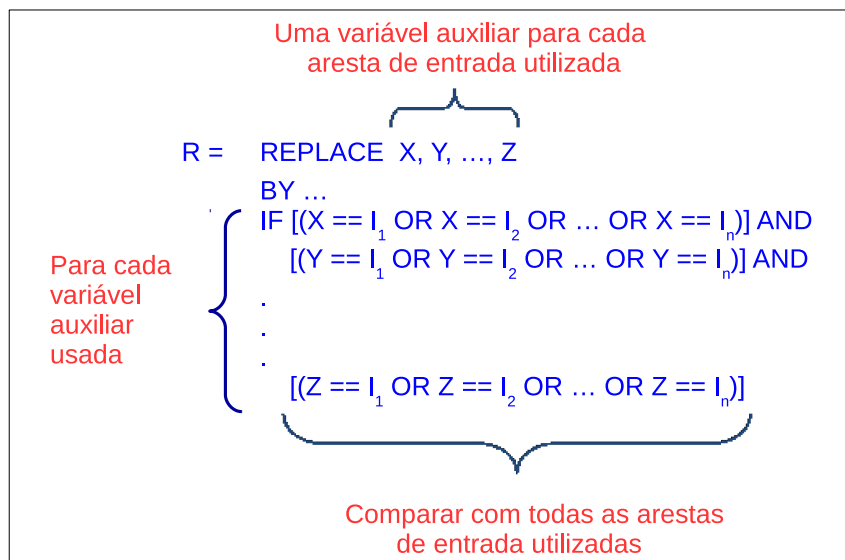 Uma variável auxiliar para cada
aresta de entrada utilizada
R = REPLACE X, Y, ..., Z
BY ...
IF [(X == I₁ OR X == I₂ OR ... OR X == Iₙ)] AND
[(Y == I₁ OR Y == I₂ OR ... OR Y == Iₙ)] AND
.
.
.
[(Z == I₁ OR Z == I₂ OR ... OR Z == Iₙ)]
Para cada
variável
auxiliar
usada
Comparar com todas as arestas
de entrada utilizadas